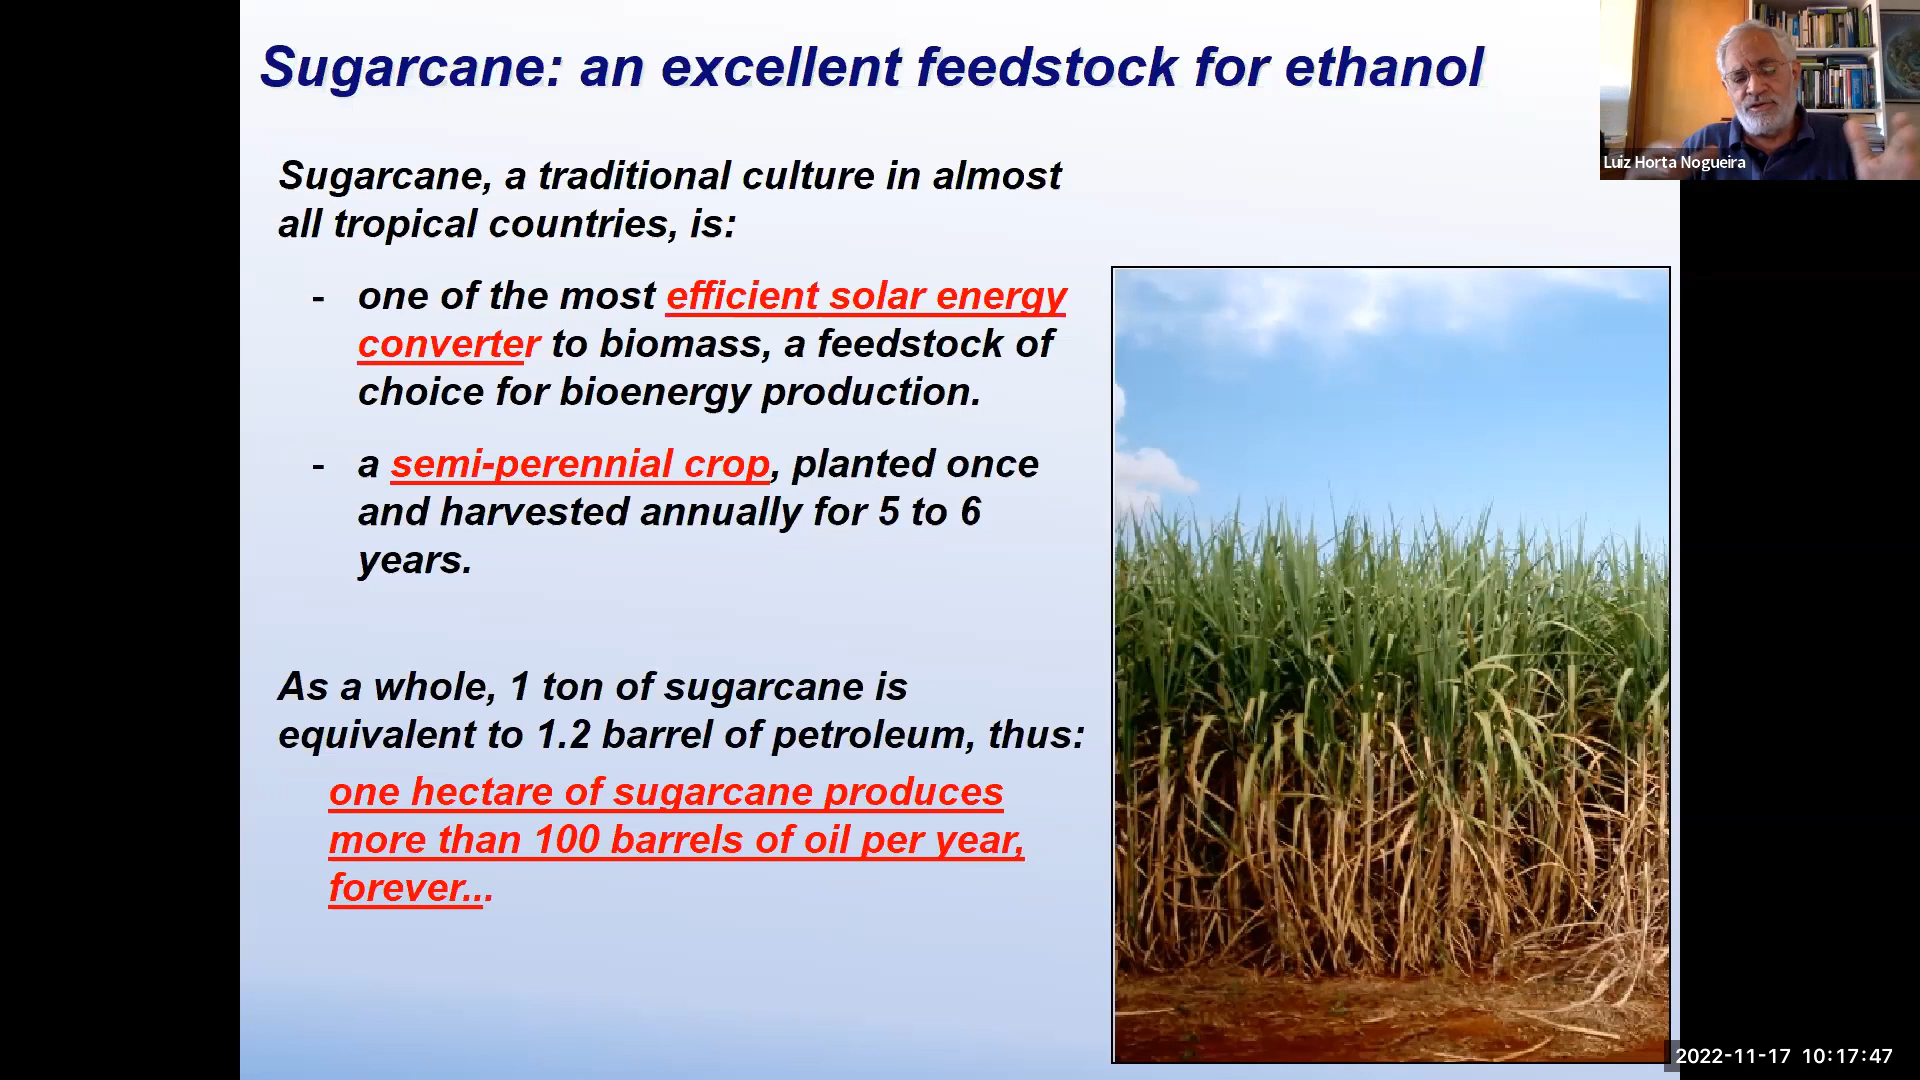 Sugarcane: an excellent feedstock for ethanol
Luiz Horta Nogueira
Sugarcane, a traditional culture in almost
all tropical countries, is:
- one of the most efficient solar energy
converter to biomass, a feedstock of
choice for bioenergy production.
- a semi-perennial crop, planted once
and harvested annually for 5 to 6
years.
As a whole, 1 ton of sugarcane is
equivalent to 1.2 barrel of petroleum, thus:
one hectare of sugarcane produces
more than 100 barrels of oil per year,
forever...
2022-11-17 10:17:47